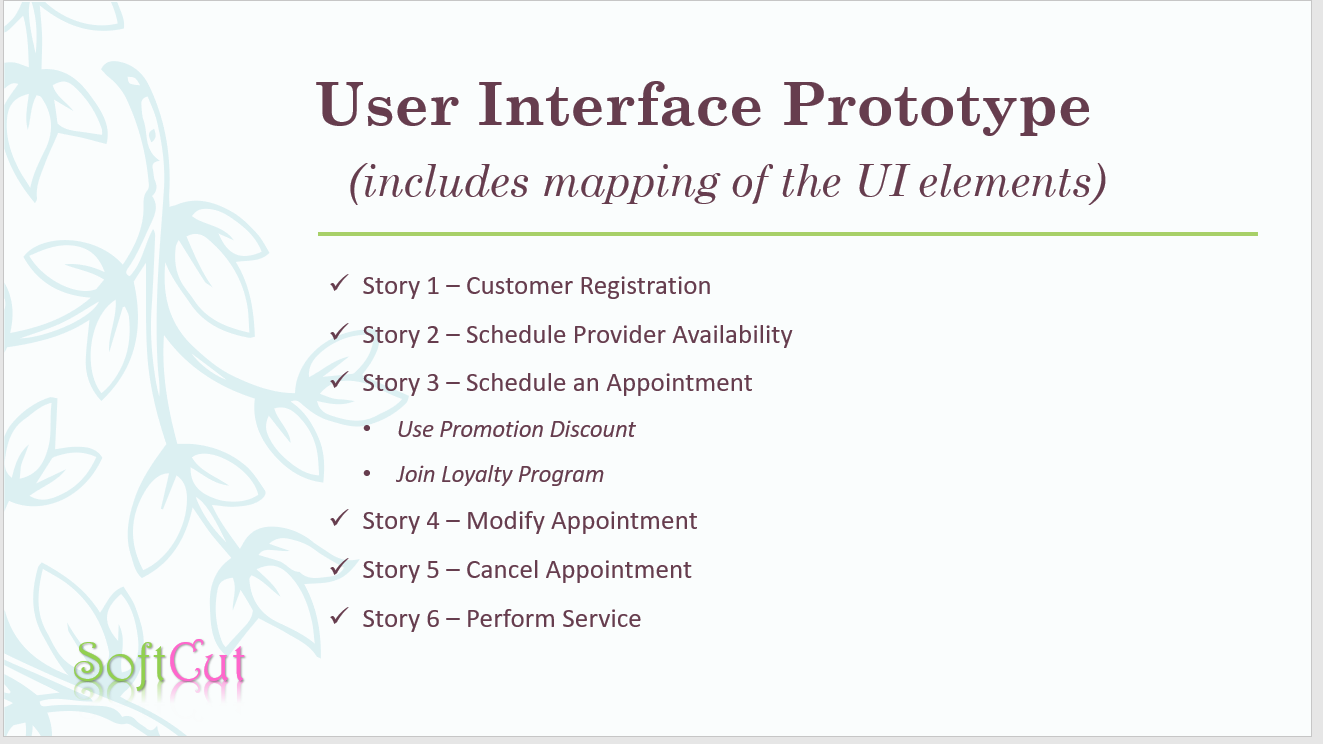 User Interface Prototype
(includes mapping of the UI elements)
✓ Story 1 – Customer Registration
✓ Story 2 – Schedule Provider Availability
✓ Story 3 – Schedule an Appointment
• Use Promotion Discount
• Join Loyalty Program
✓ Story 4 – Modify Appointment
✓ Story 5 – Cancel Appointment
✓ Story 6 – Perform Service
SoftCut